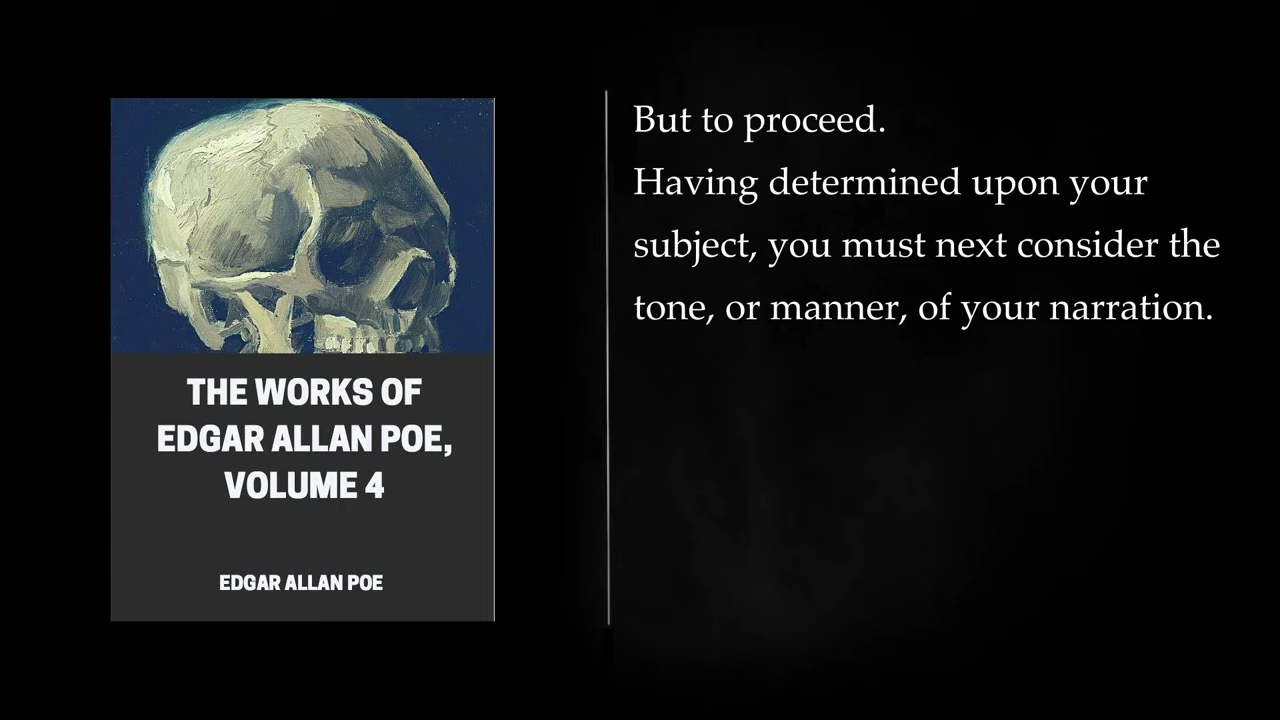 THE WORKS OF
EDGAR ALLAN POE,
VOLUME 4
EDGAR ALLAN POE
But to proceed.
Having determined upon your
subject, you must next consider the
tone, or manner, of your narration.